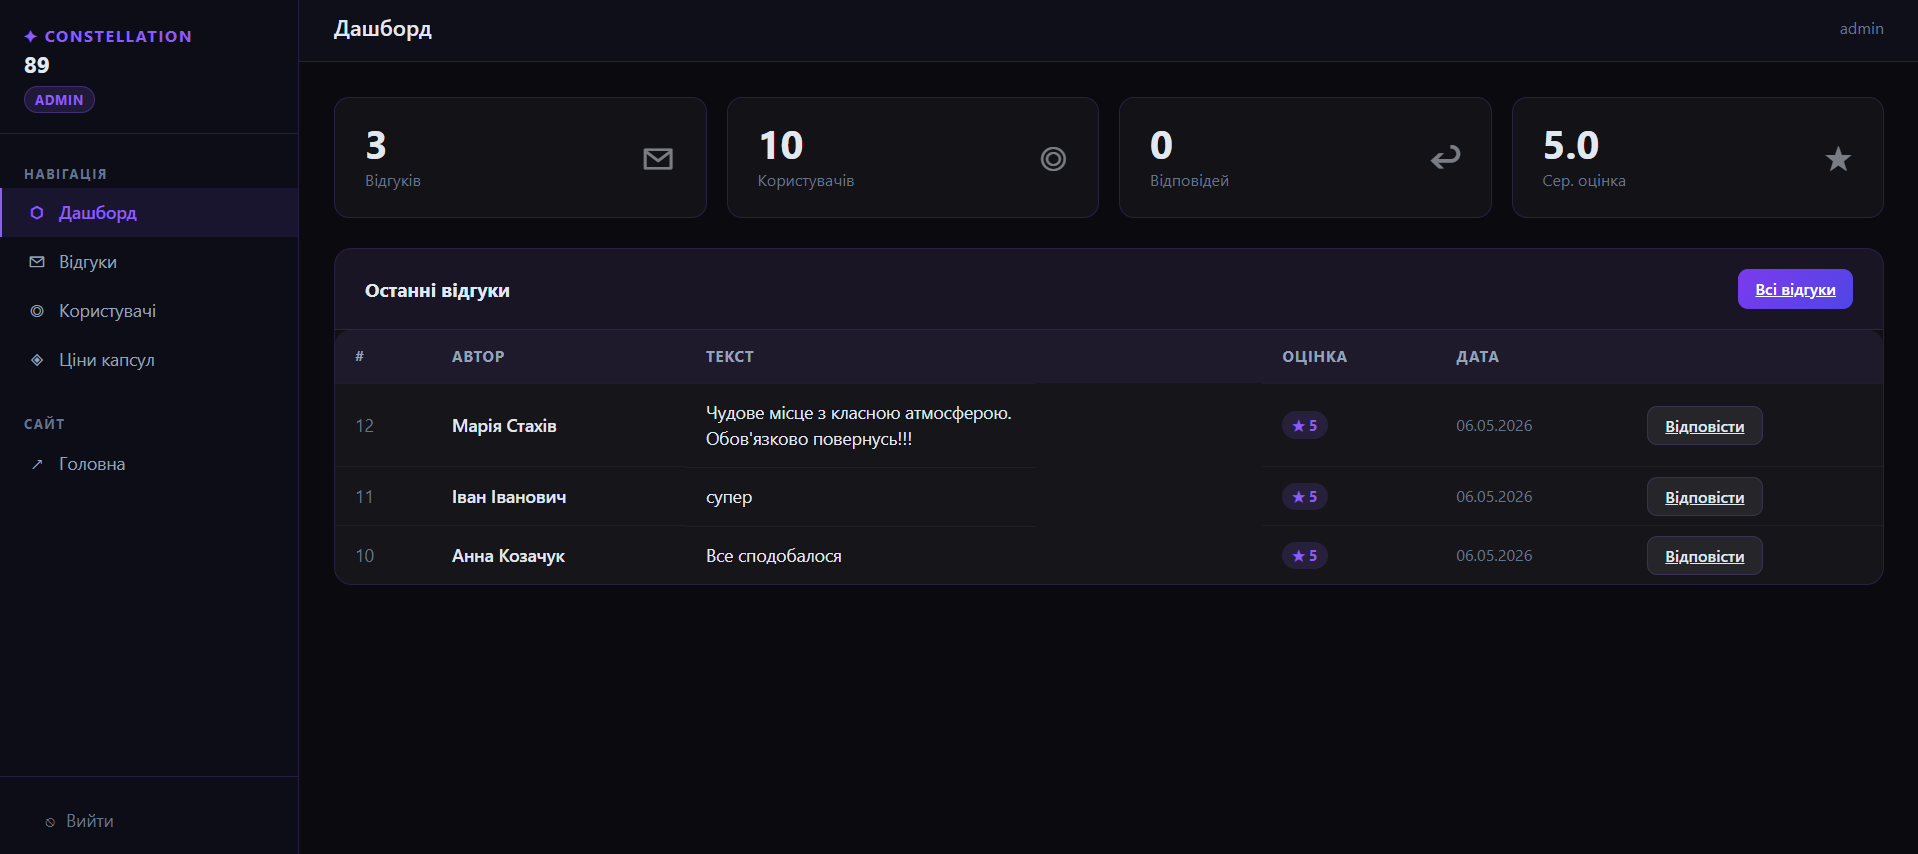 ✦ CONSTELLATION
89
ADMIN
НАВІГАЦІЯ
Дашборд
Відгуки
Користувачі
Ціни капсул
САЙТ
Головна
Вийти
Дашборд
admin
3
Відгуків
10
Користувачів
0
Відповідей
5.0
Сер. оцінка
Останні відгуки
Всі відгуки
# АВТОР ТЕКСТ ОЦІНКА ДАТА
12 Марія Стахів Чудове місце з класною атмосферою.
Обов'язково повернусь!!! ★ 5 06.05.2026 Відповісти
11 Іван Іванович супер ★ 5 06.05.2026 Відповісти
10 Анна Козачук Все сподобалося ★ 5 06.05.2026 Відповісти